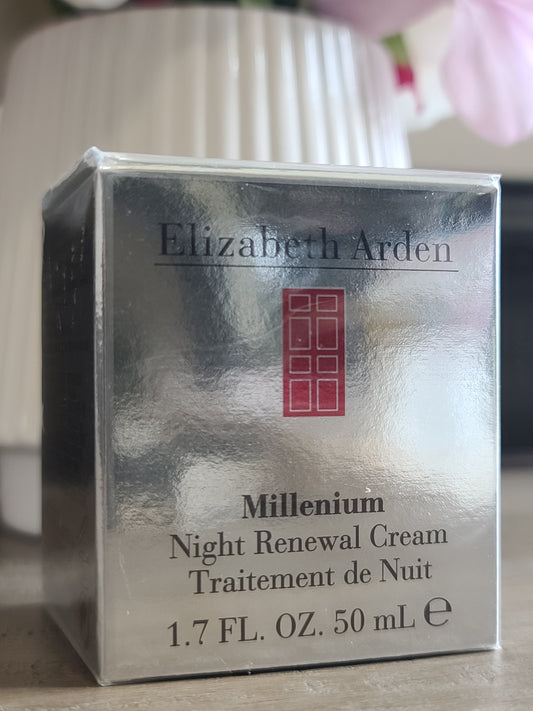 Elizabeth Arden
Millenium
Night Renewal Cream
Traitement de Nuit
1.7 FL. OZ. 50 mL ℮